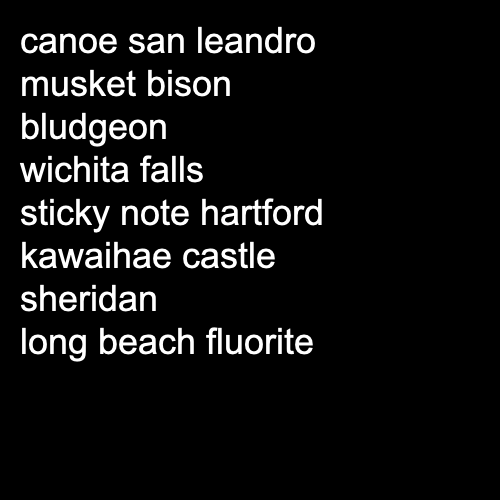 canoe san leandro
musket bison
bludgeon
wichita falls
sticky note hartford
kawaihae castle
sheridan
long beach fluorite